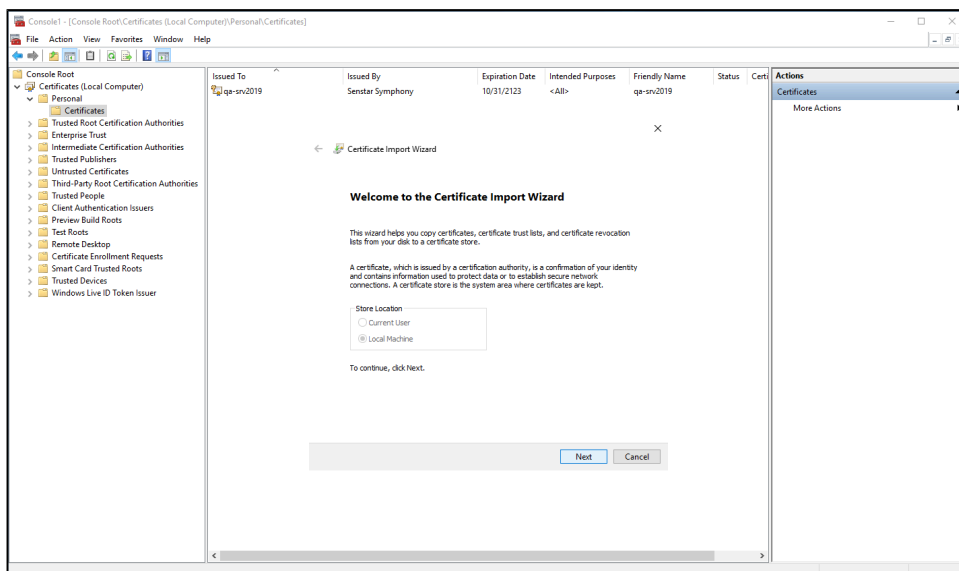 Console1 - [Console Root\Certificates (Local Computer)\Personal\Certificates]
File Action View Favorites Window Help
Console Root
Certificates (Local Computer)
Personal
Certificates
Trusted Root Certification Authorities
Enterprise Trust
Intermediate Certification Authorities
Trusted Publishers
Untrusted Certificates
Third-Party Root Certification Authorities
Trusted People
Client Authentication Issuers
Preview Build Roots
Test Roots
Remote Desktop
Certificate Enrollment Requests
Smart Card Trusted Roots
Trusted Devices
Windows Live ID Token Issuer
Issued To Issued By Expiration Date Intended Purposes Friendly Name Status Certi
qa-srv2019 Senstar Symphony 10/31/2123 <All> qa-srv2019
Certificate Import Wizard
Welcome to the Certificate Import Wizard
This wizard helps you copy certificates, certificate trust lists, and certificate revocation
lists from your disk to a certificate store.
A certificate, which is issued by a certification authority, is a confirmation of your identity
and contains information used to protect data or to establish secure network
connections. A certificate store is the system area where certificates are kept.
Store Location
Current User
Local Machine
To continue, click Next.
Next Cancel
Actions
Certificates
More Actions